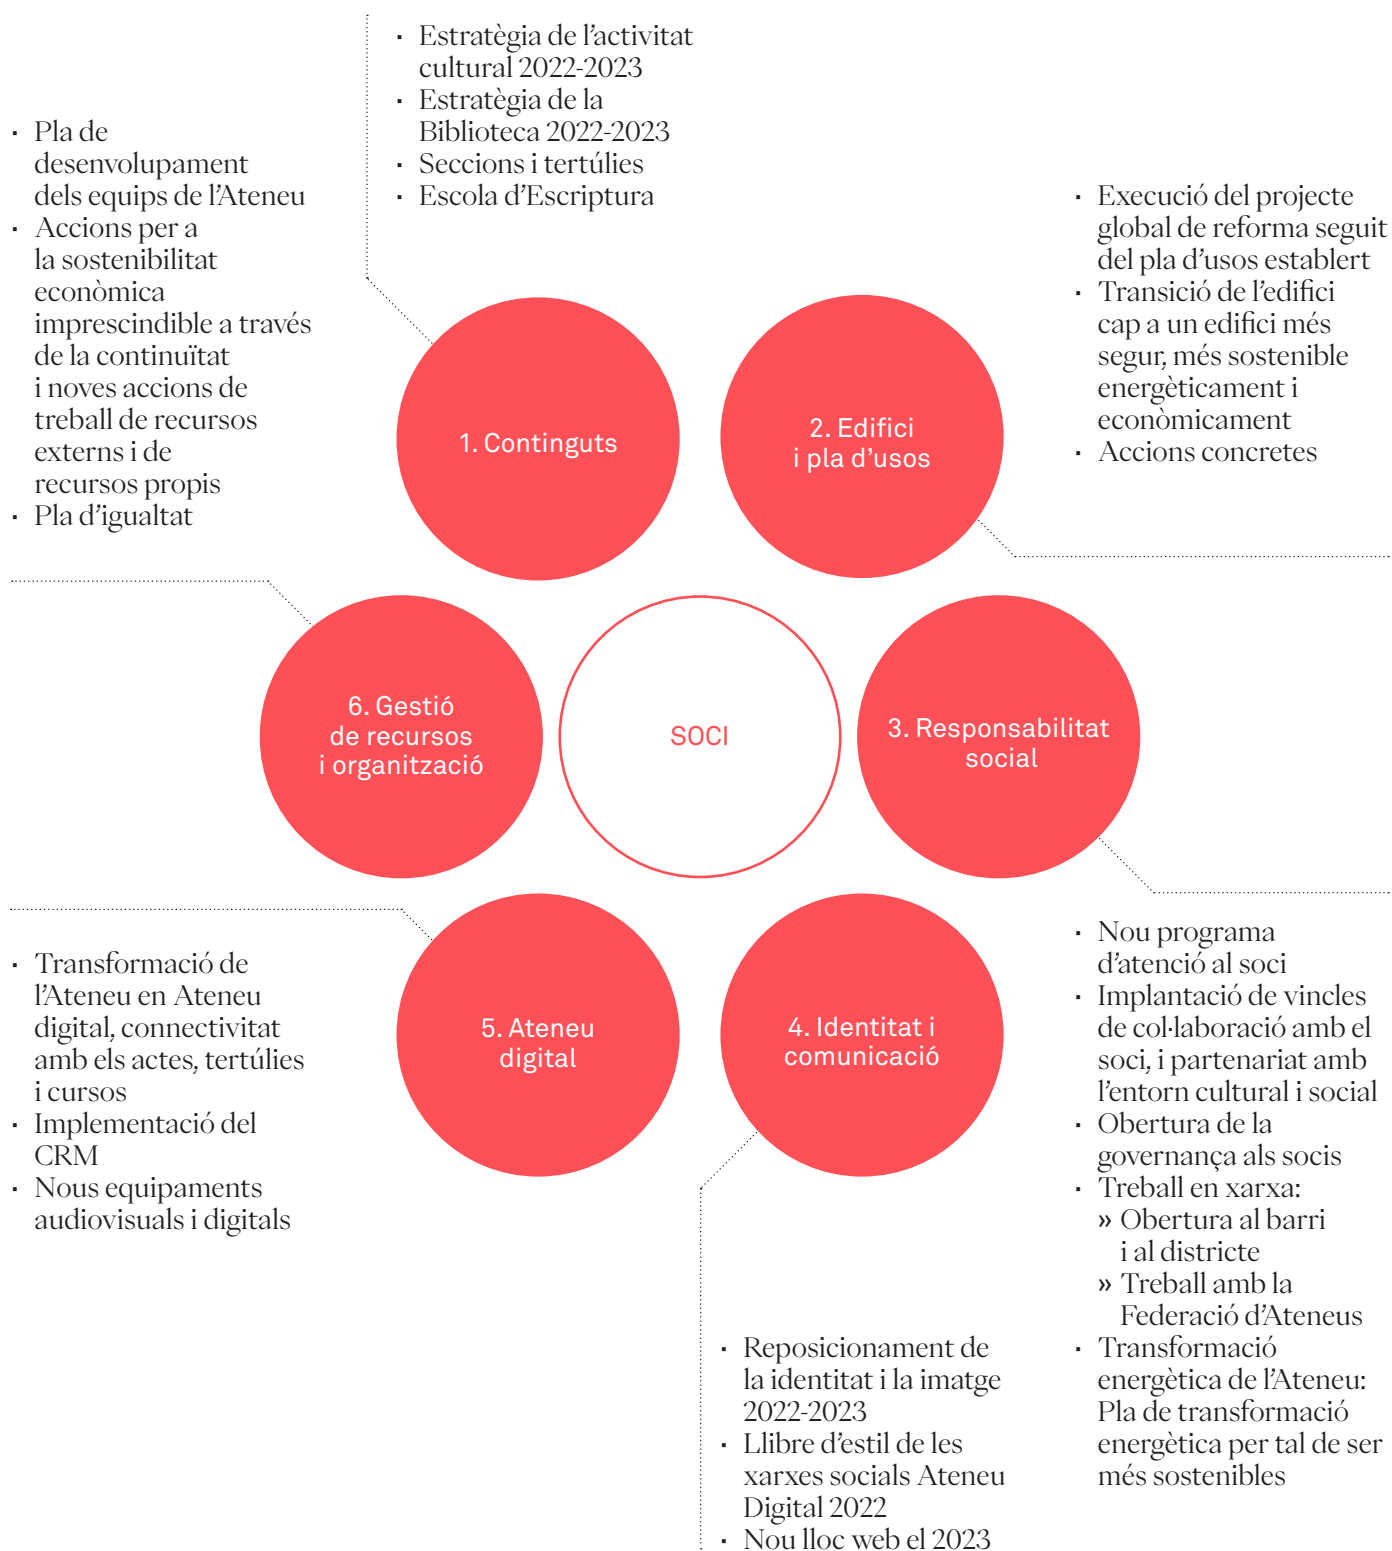 · Estratègia de l’activitat
cultural 2022-2023
· Estratègia de la
Biblioteca 2022-2023
· Seccions i tertúlies
· Escola d’Escriptura
· Pla de
desenvolupament
dels equips de l’Ateneu
· Accions per a
la sostenibilitat
econòmica
imprescindible a través
de la continuïtat
i noves accions de
treball de recursos
externs i de
recursos propis
· Pla d’igualtat
· Execució del projecte
global de reforma seguit
del pla d’usos establert
· Transició de l’edifici
cap a un edifici més
segur, més sostenible
energèticament i
econòmicament
· Accions concretes
1. Continguts
2. Edifici
i pla d’usos
6. Gestió
de recursos
i organització
SOCI
3. Responsabilitat
social
5. Ateneu
digital
4. Identitat i
comunicació
· Transformació de
l’Ateneu en Ateneu
digital, connectivitat
amb els actes, tertúlies
i cursos
· Implementació del
CRM
· Nous equipaments
audiovisuals i digitals
· Nou programa
d’atenció al soci
· Implantació de vincles
de col·laboració amb el
soci, i partenariat amb
l’entorn cultural i social
· Obertura de la
governança als socis
· Treball en xarxa:
» Obertura al barri
i al districte
» Treball amb la
Federació d’Ateneus
· Transformació
energètica de l’Ateneu:
Pla de transformació
energètica per tal de ser
més sostenibles
· Reposicionament de
la identitat i la imatge
2022-2023
· Llibre d’estil de les
xarxes socials Ateneu
Digital 2022
· Nou lloc web el 2023